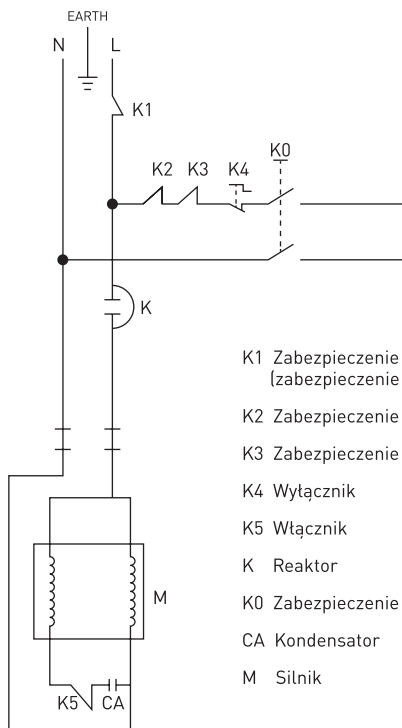 EARTH
N L
K1
K2 K3 K4 K0
K
K1 Zabezpieczenie
(zabezpieczenie
K2 Zabezpieczenie
K3 Zabezpieczenie
K4 Wyłącznik
K5 Włącznik
K Reaktor
K0 Zabezpieczenie
CA Kondensator
M Silnik
M
K5 CA